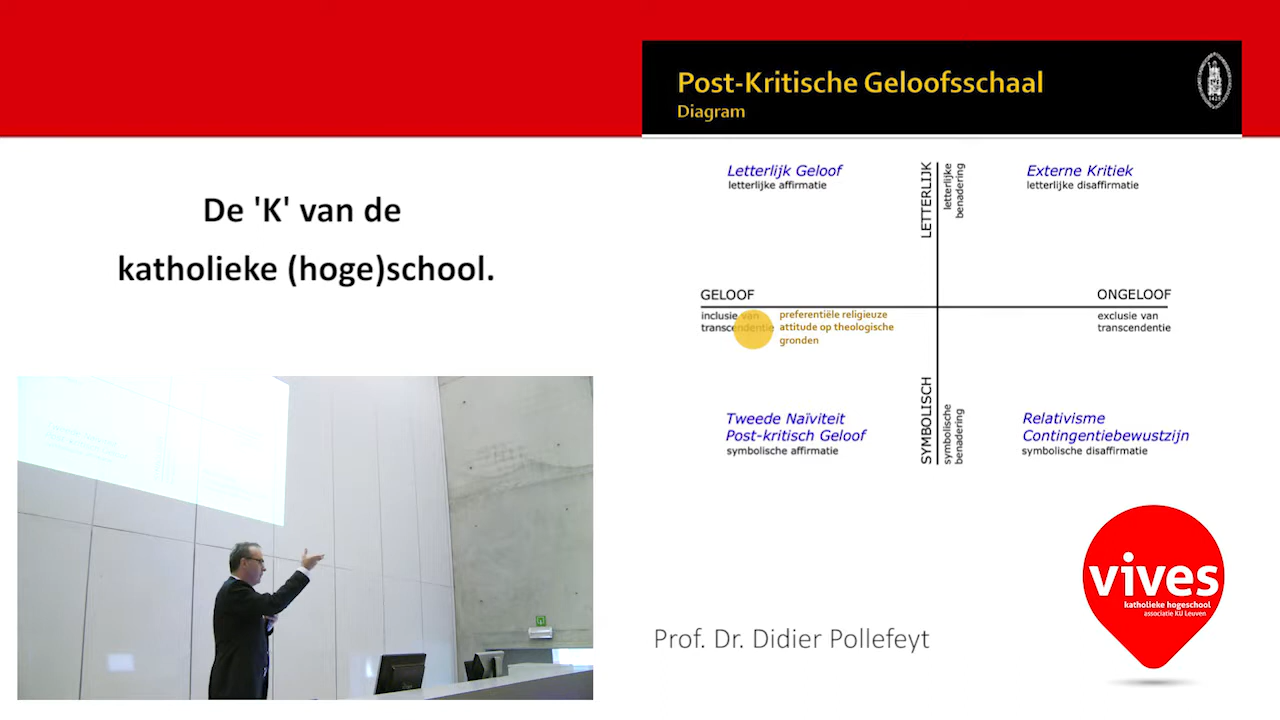 De 'K' van de
katholieke (hoge)school.
Post-Kritische Geloofsschaal
Diagram
Letterlijk Geloof
letterlijke affirmatie
LETTERLIJK
letterlijke
benadering
Externe Kritiek
letterlijke disaffirmatie
GELOOF
inclusie van
transcendentie
preferentiële religieuze
attitude op theologische
gronden
ONGELOOF
exclusie van
transcendentie
Tweede Naïviteit
Post-kritisch Geloof
symbolische affirmatie
SYMBOLISCH
symbolische
benadering
Relativisme
Contingentiebewustzijn
symbolische disaffirmatie
Prof. Dr. Didier Pollefeyt
vives
katholieke hogeschool
associatie KU Leuven